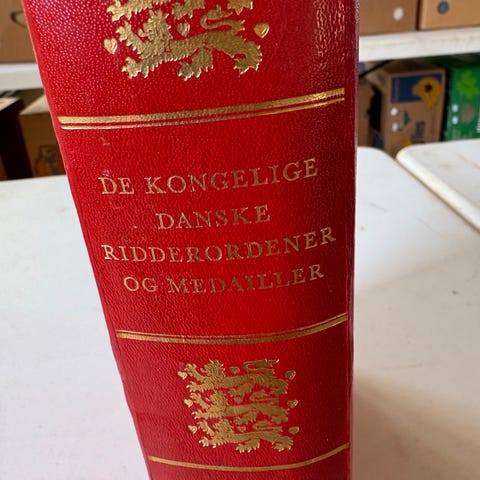 DE KONGELIGE
DANSKE
RIDDERORDENER
OG MEDAILLER